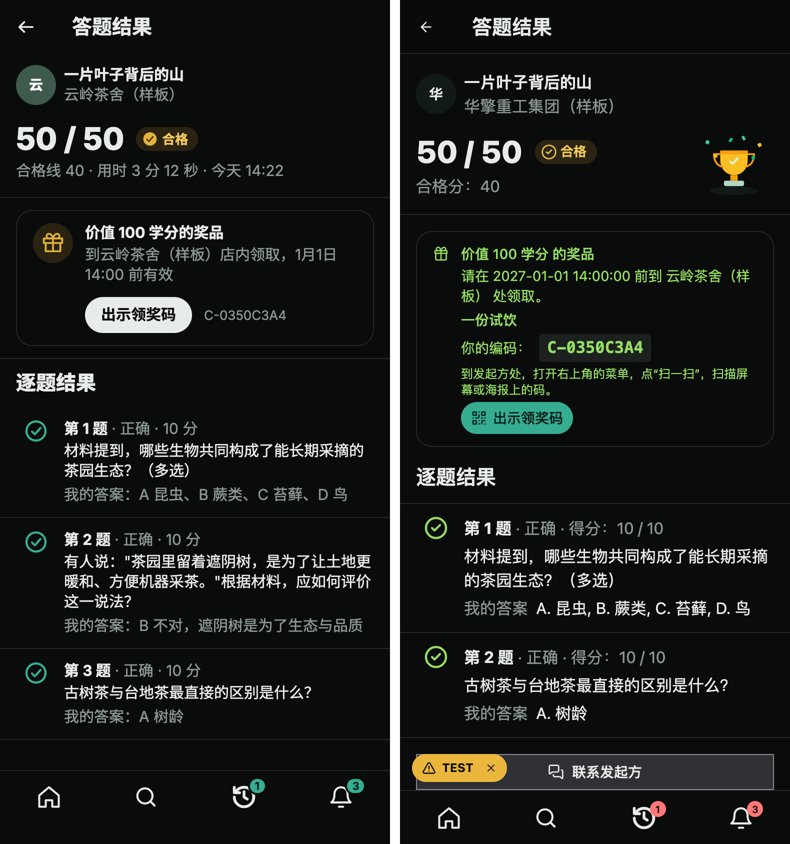 答题结果
云
一片叶子背后的山
云岭茶舍（样板）
50 / 50 合格
合格线 40 · 用时 3 分 12 秒 · 今天 14:22
价值 100 学分的奖品
到云岭茶舍（样板）店内领取，1月1日
14:00 前有效
出示领奖码 C-0350C3A4
逐题结果
第 1 题 · 正确 · 10 分
材料提到，哪些生物共同构成了能长期采摘的
茶园生态？（多选）
我的答案：A 昆虫、B 蕨类、C 苔藓、D 鸟
第 2 题 · 正确 · 10 分
有人说："茶园里留着遮阴树，是为了让土地更
暖和、方便机器采茶。"根据材料，应如何评价
这一说法？
我的答案：B 不对，遮阴树是为了生态与品质
第 3 题 · 正确 · 10 分
古树茶与台地茶最直接的区别是什么？
我的答案：A 树龄
1
3
答题结果
华
一片叶子背后的山
华擎重工集团（样板）
50 / 50 合格
合格分：40
价值 100 学分 的奖品
请在 2027-01-01 14:00:00 前到 云岭茶舍（样
板） 处领取。
一份试饮
你的编码： C-0350C3A4
到发起方处，打开右上角的菜单，点“扫一扫”，扫描屏
幕或海报上的码。
出示领奖码
逐题结果
第 1 题 · 正确 · 得分：10 / 10
材料提到，哪些生物共同构成了能长期采摘
的茶园生态？（多选）
我的答案 A. 昆虫, B. 蕨类, C. 苔藓, D. 鸟
第 2 题 · 正确 · 得分：10 / 10
古树茶与台地茶最直接的区别是什么?
我的答案 A. 树龄
TEST ×
联系发起方
1
3